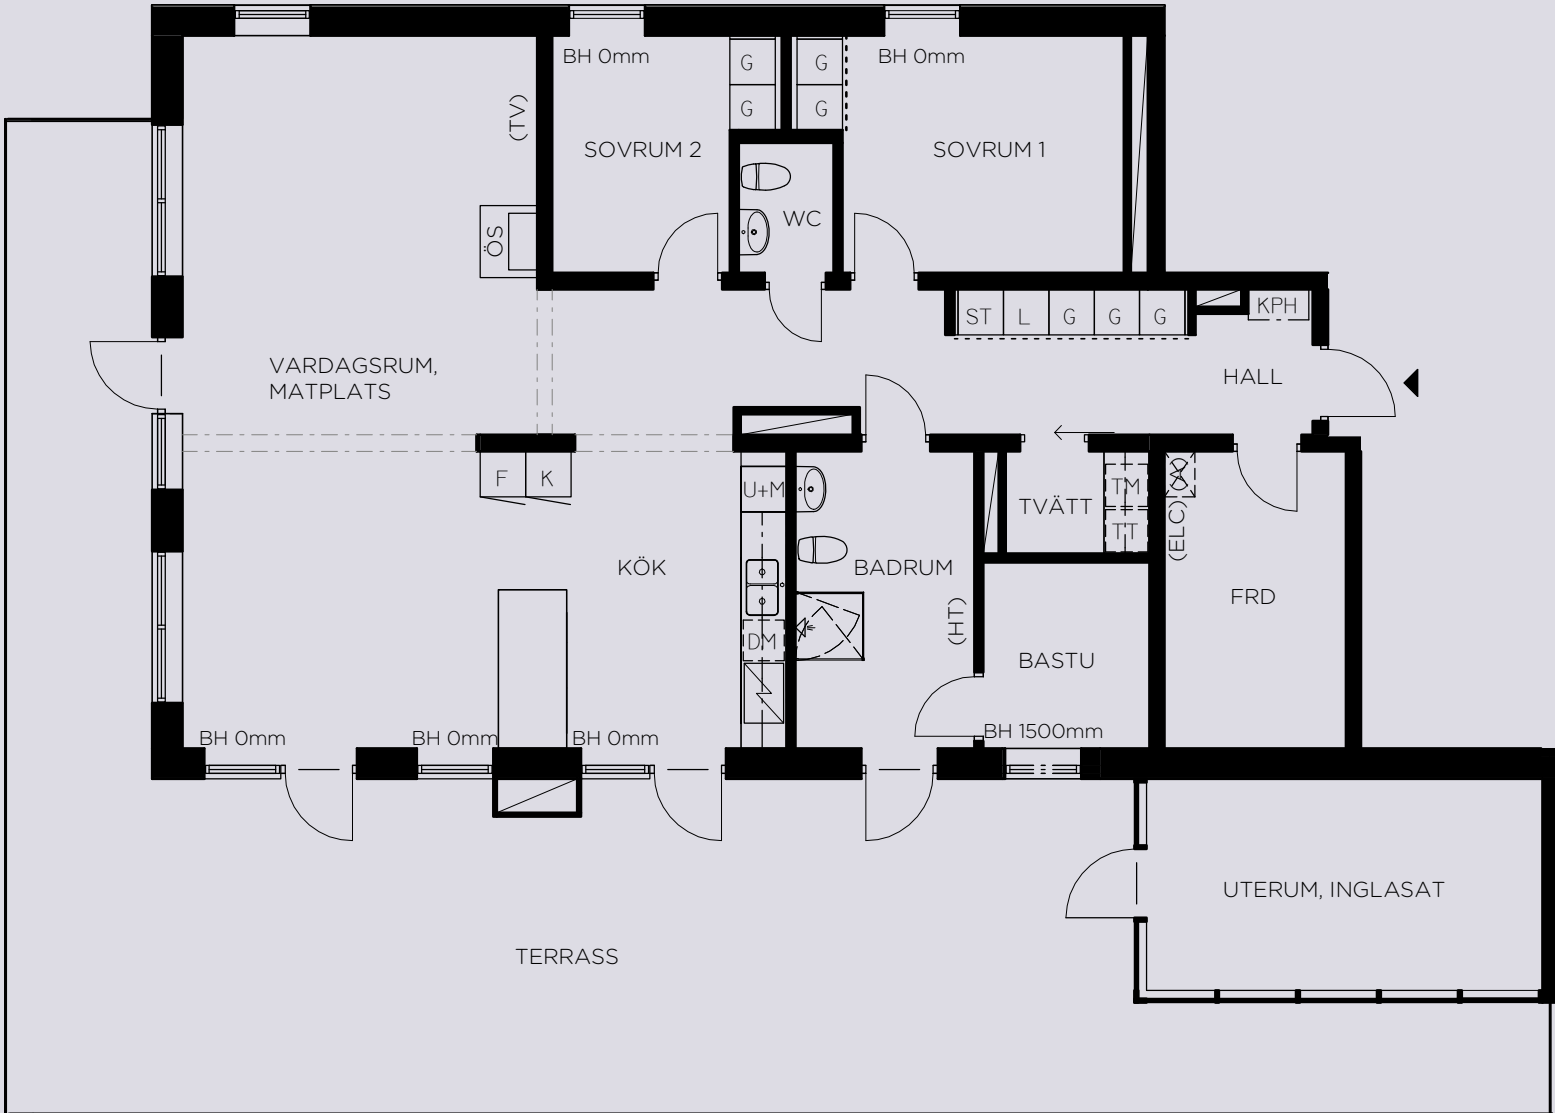 BH 0mm
G
G
BH 0mm
G
G
(TV)
SOVRUM 2
SOVRUM 1
WC
ÖS
ST
L
G
G
G
KPH
VARDAGSRUM,
MATPLATS
HALL
F
K
U+M
TM
TVÄTT
TT
(ELC)
KÖK
BADRUM
(HT)
FRD
DM
BASTU
BH 0mm
BH 0mm
BH 0mm
BH 1500mm
UTERUM, INGLASAT
TERRASS